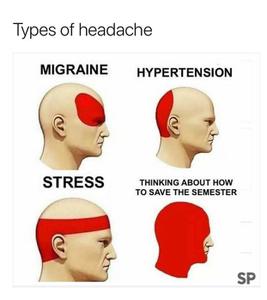 Types of headache
MIGRAINE
HYPERTENSION
STRESS
THINKING ABOUT HOW
TO SAVE THE SEMESTER
SP